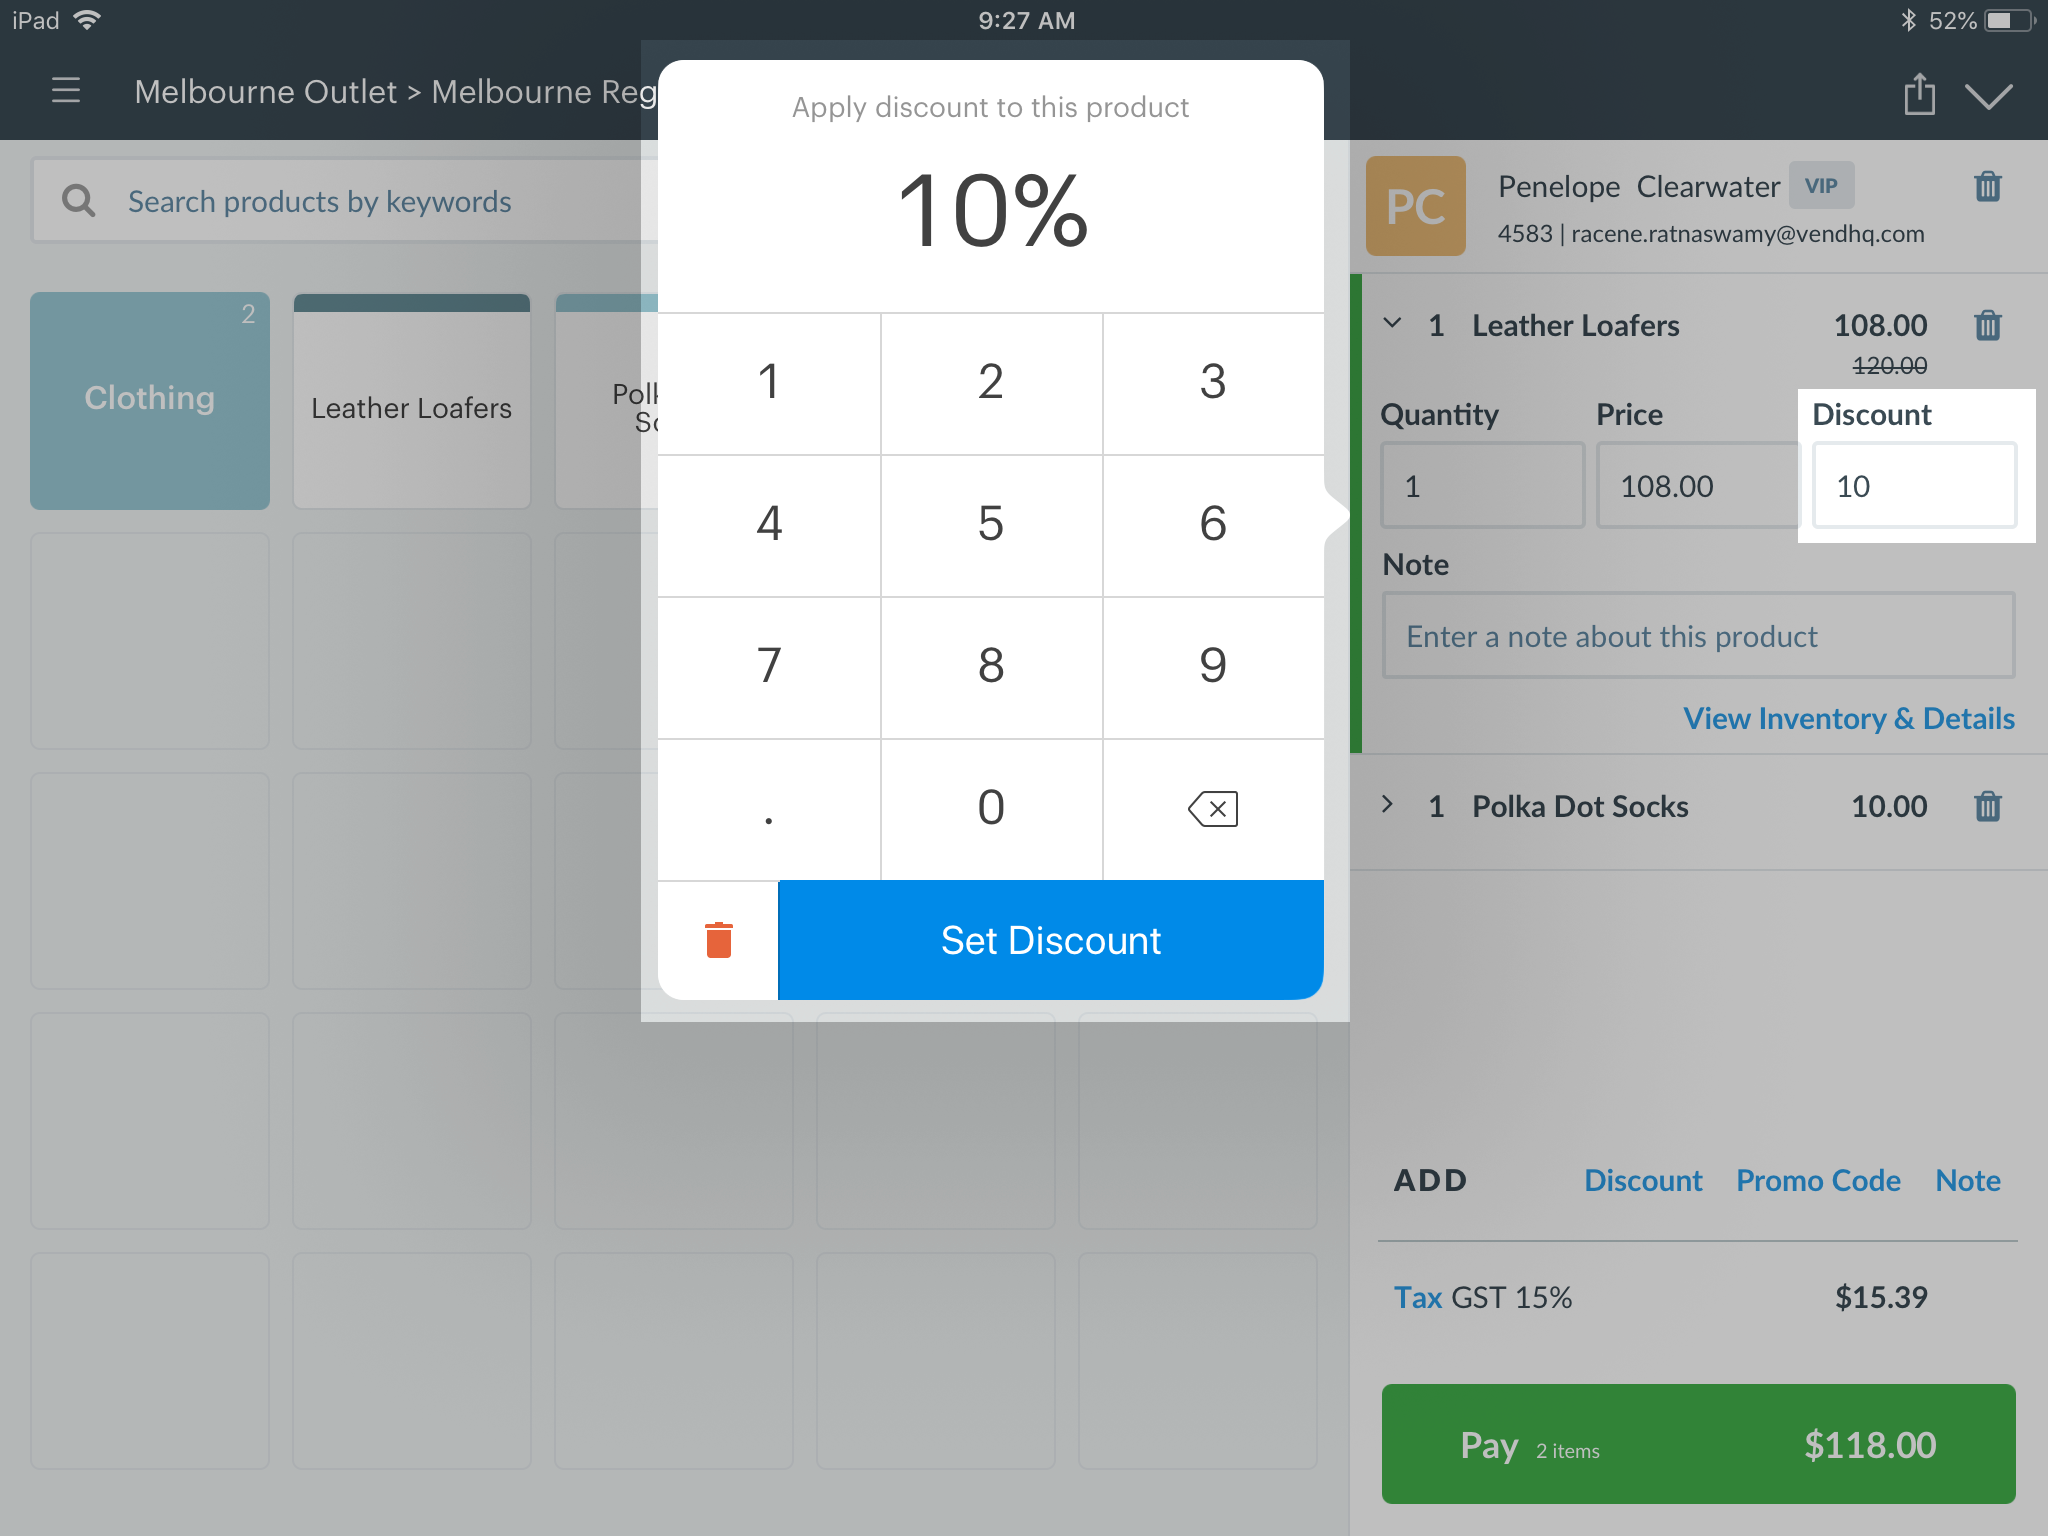 iPad
9:27 AM
52%
Melbourne Outlet > Melbourne Reg
Search products by keywords
Clothing
2
Leather Loafers
Apply discount to this product
10%
1 2 3
4 5 6
7 8 9
. 0
Set Discount
PC
Penelope Clearwater VIP
4583 | racene.ratnaswamy@vendhq.com
1 Leather Loafers 108.00
120.00
Quantity Price Discount
1 108.00 10
Note
Enter a note about this product
View Inventory & Details
1 Polka Dot Socks 10.00
ADD Discount Promo Code Note
Tax GST 15% $15.39
Pay 2 items $118.00